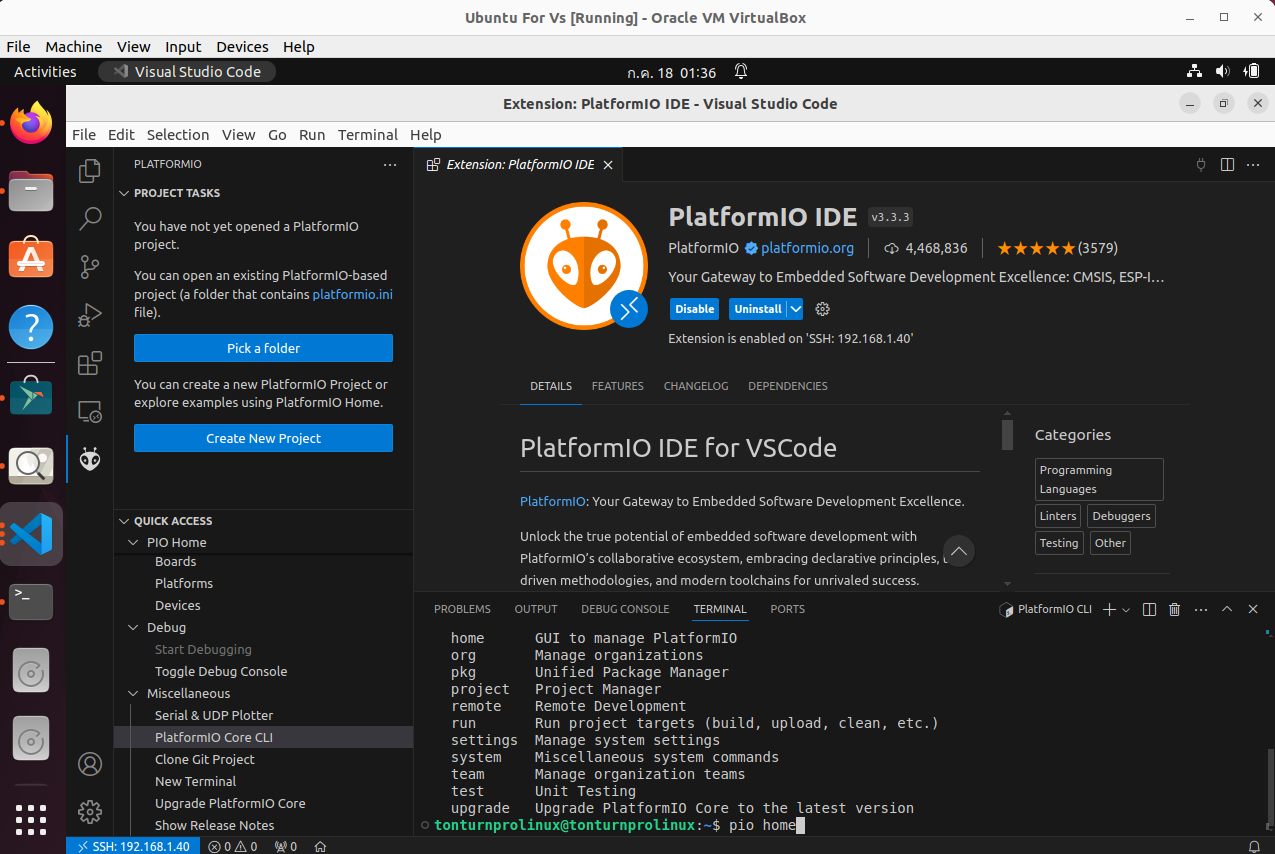 Ubuntu For Vs [Running] - Oracle VM VirtualBox
File Machine View Input Devices Help
Activities Visual Studio Code ก.ค. 18 01:36
Extension: PlatformIO IDE - Visual Studio Code
File Edit Selection View Go Run Terminal Help
PLATFORMIO
PROJECT TASKS
You have not yet opened a PlatformIO
project.
You can open an existing PlatformIO-based
project (a folder that contains platformio.ini
file).
Pick a folder
You can create a new PlatformIO Project or
explore examples using PlatformIO Home.
Create New Project
QUICK ACCESS
PIO Home
Boards
Platforms
Devices
Debug
Start Debugging
Toggle Debug Console
Miscellaneous
Serial & UDP Plotter
PlatformIO Core CLI
Clone Git Project
New Terminal
Upgrade PlatformIO Core
Show Release Notes
Extension: PlatformIO IDE
PlatformIO IDE v3.3.3
PlatformIO platformio.org 4,468,836 (3579)
Your Gateway to Embedded Software Development Excellence: CMSIS, ESP-I…
Disable Uninstall
Extension is enabled on 'SSH: 192.168.1.40'
DETAILS FEATURES CHANGELOG DEPENDENCIES
PlatformIO IDE for VSCode
PlatformIO: Your Gateway to Embedded Software Development Excellence.
Unlock the true potential of embedded software development with
PlatformIO's collaborative ecosystem, embracing declarative principles,
driven methodologies, and modern toolchains for unrivaled success.
Categories
Programming
Languages
Linters Debuggers
Testing Other
PROBLEMS OUTPUT DEBUG CONSOLE TERMINAL PORTS PlatformIO CLI
home GUI to manage PlatformIO
org Manage organizations
pkg Unified Package Manager
project Project Manager
remote Remote Development
run Run project targets (build, upload, clean, etc.)
settings Manage system settings
system Miscellaneous system commands
team Manage organization teams
test Unit Testing
upgrade Upgrade PlatformIO Core to the latest version
tonturnprolinux@tonturnprolinux:~$ pio home
SSH: 192.168.1.40 0 0 0